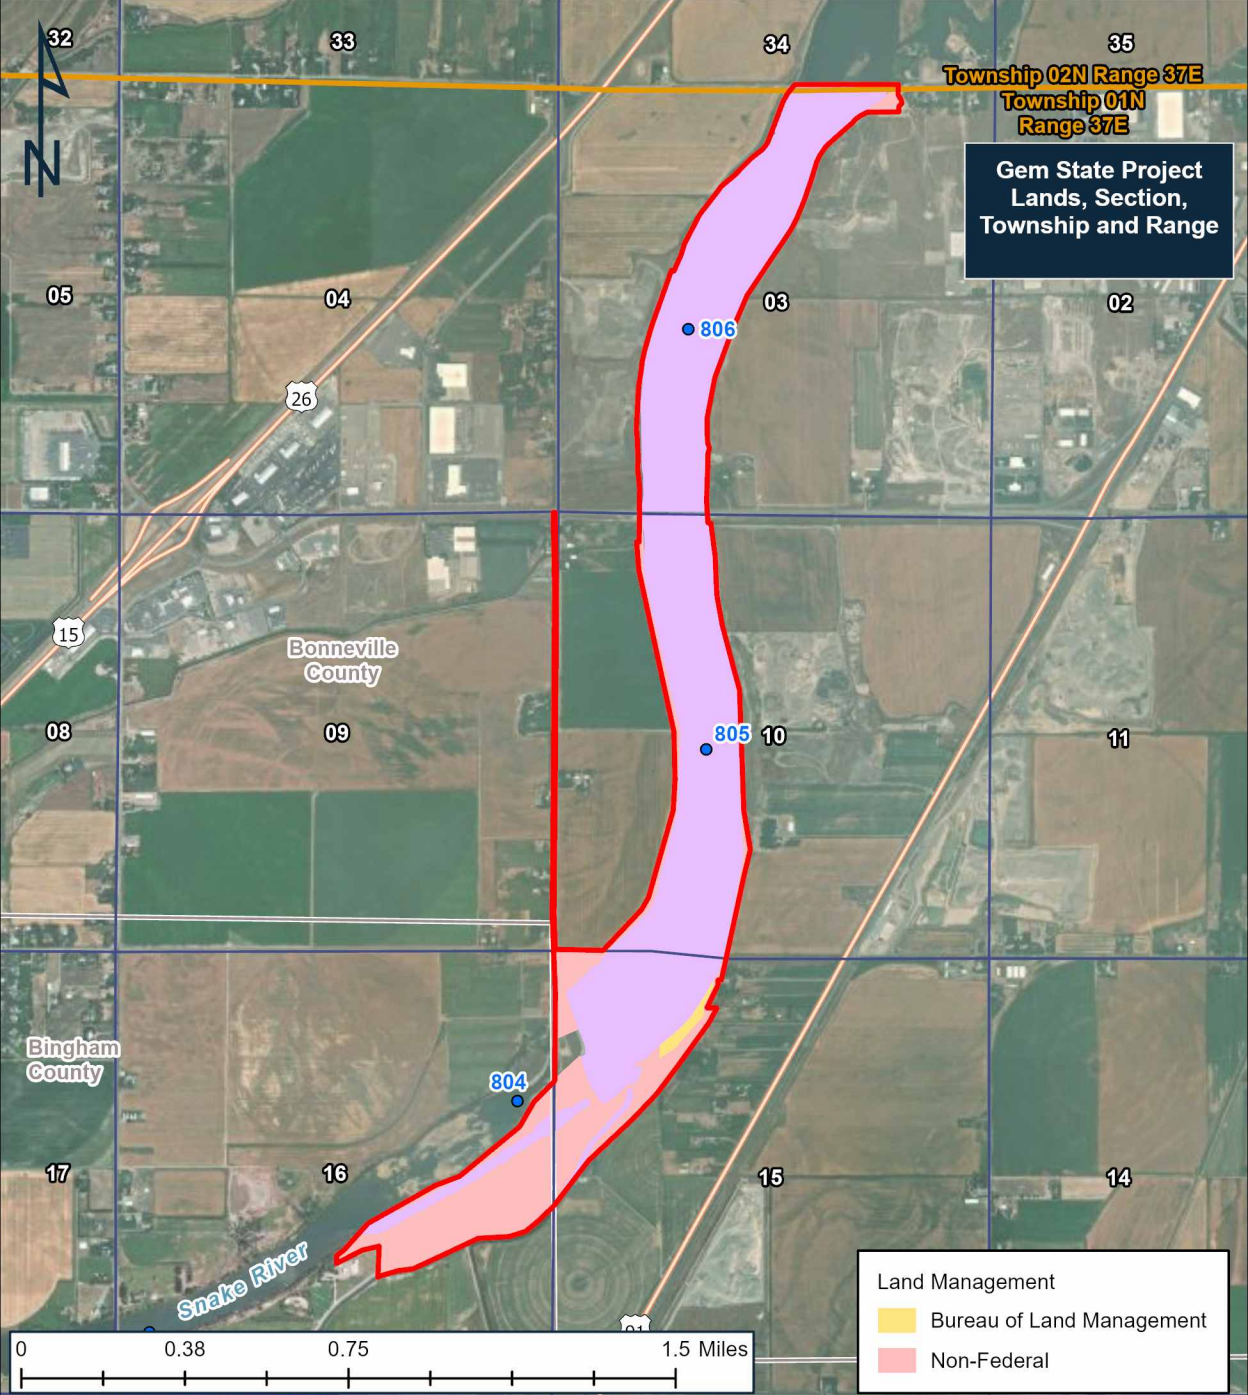 32
33
34
35
Township 02N Range 37E
Township 01N
Range 37E
N
Gem State Project
Lands, Section,
Township and Range
05
04
03
02
806
26
15
Bonneville
County
08
09
805
10
11
Bingham
County
804
17
16
15
14
Snake River
91
Land Management
Bureau of Land Management
Non-Federal
0 0.38 0.75 1.5 Miles